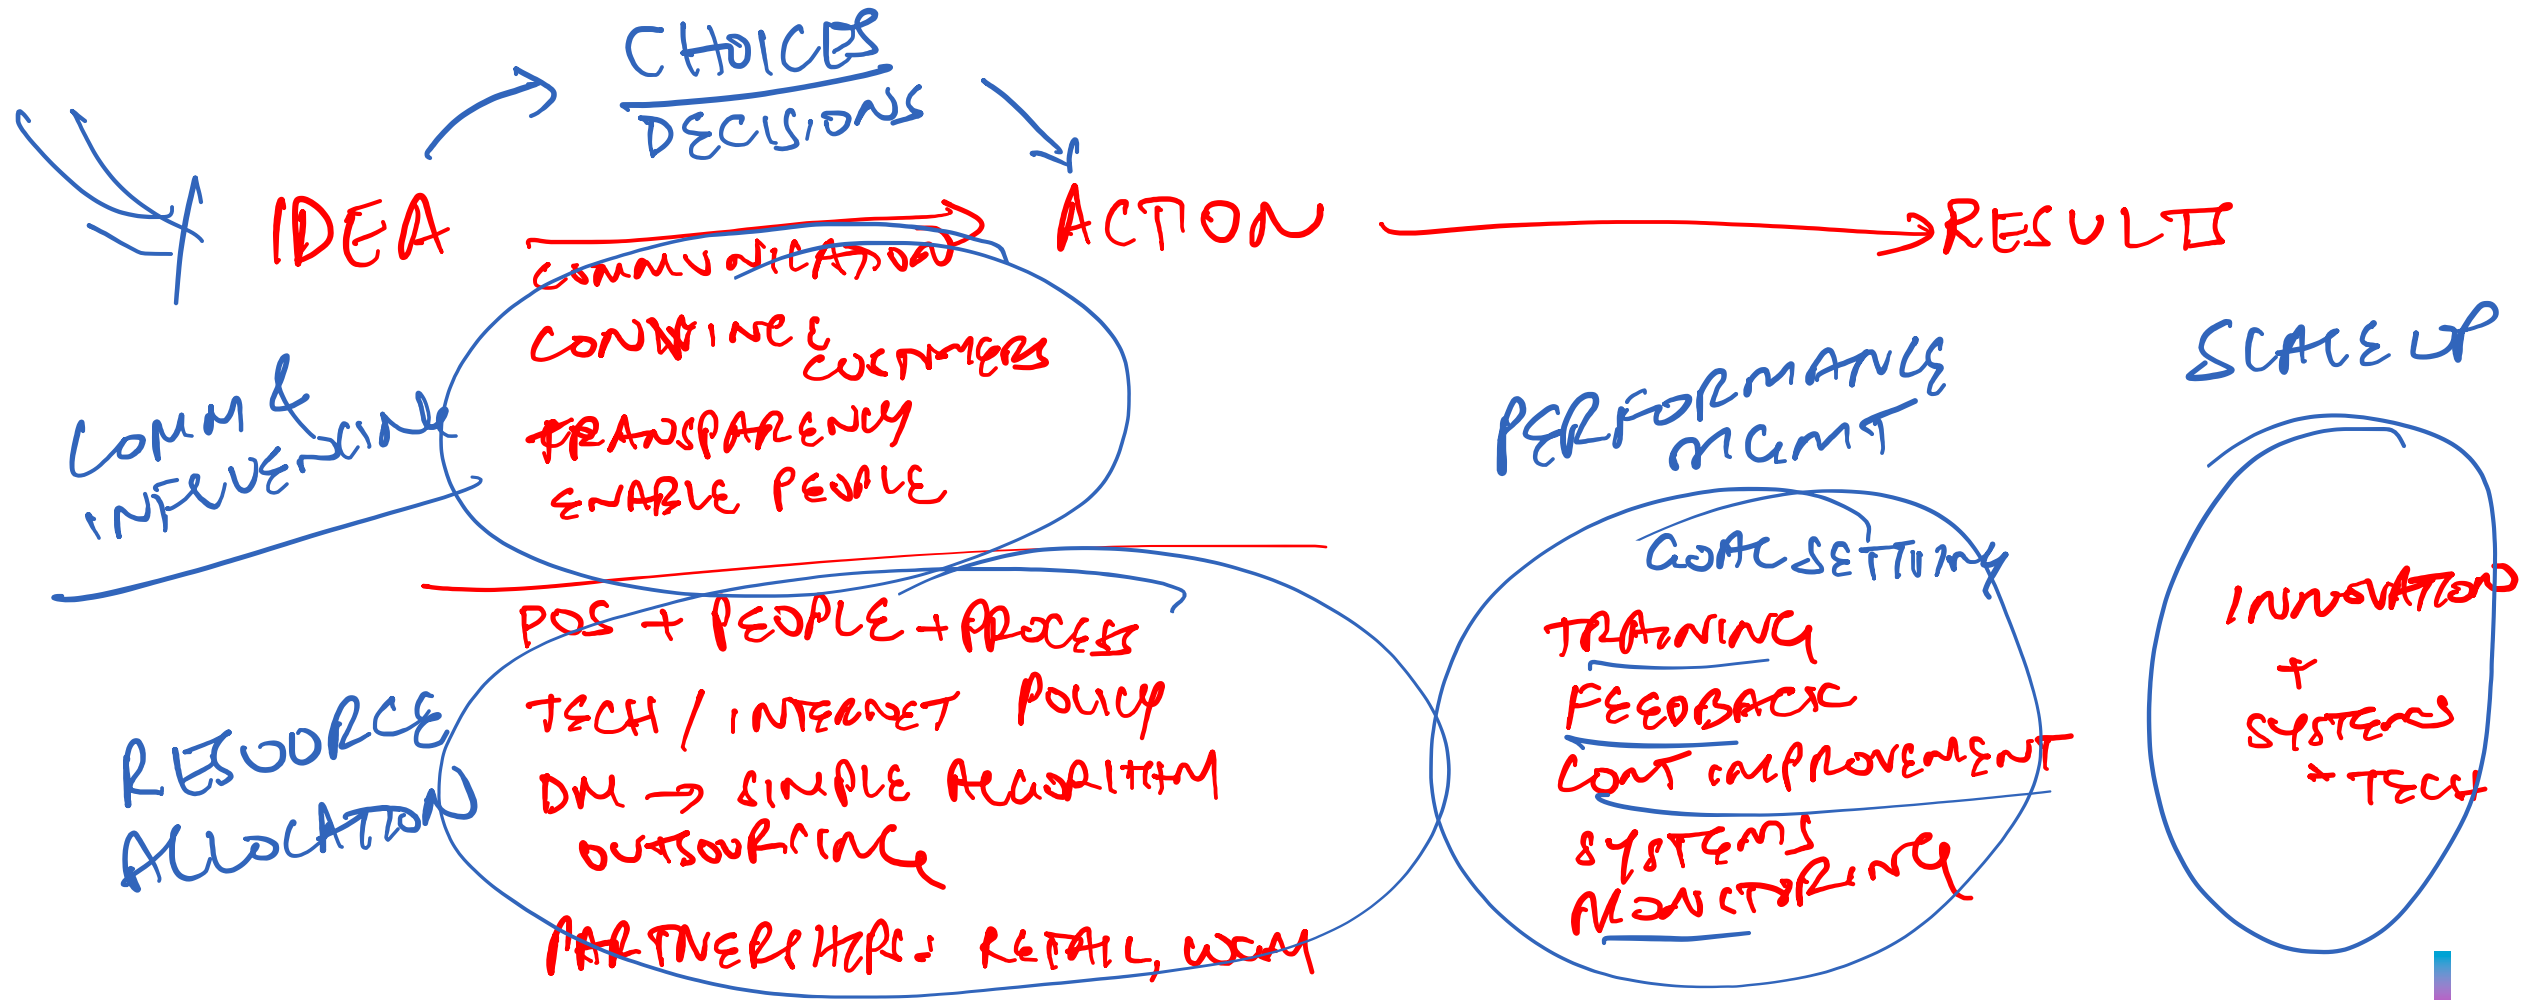 CHOICES
DECISIONS
IDEA
ACTION
RESULTS
COMM &
INFLUENCING
COMMUNICATION
CONVINCE
CUSTOMERS
TRANSPARENCY
ENABLE PEOPLE
PERFORMANCE
MGMT
SCALE UP
RESOURCE
ALLOCATION
POS + PEOPLE + PROCESS
TECH / INTERNET POLICY
DM → SIMPLE ALGORITHM
OUTSOURCING
PARTNERSHIPS: RETAIL,
GOAL SETTING
TRAINING
FEEDBACK
CONT IMPROVEMENT
SYSTEMS
MONITORING
INNOVATION
+
SYSTEMS
+ TECH